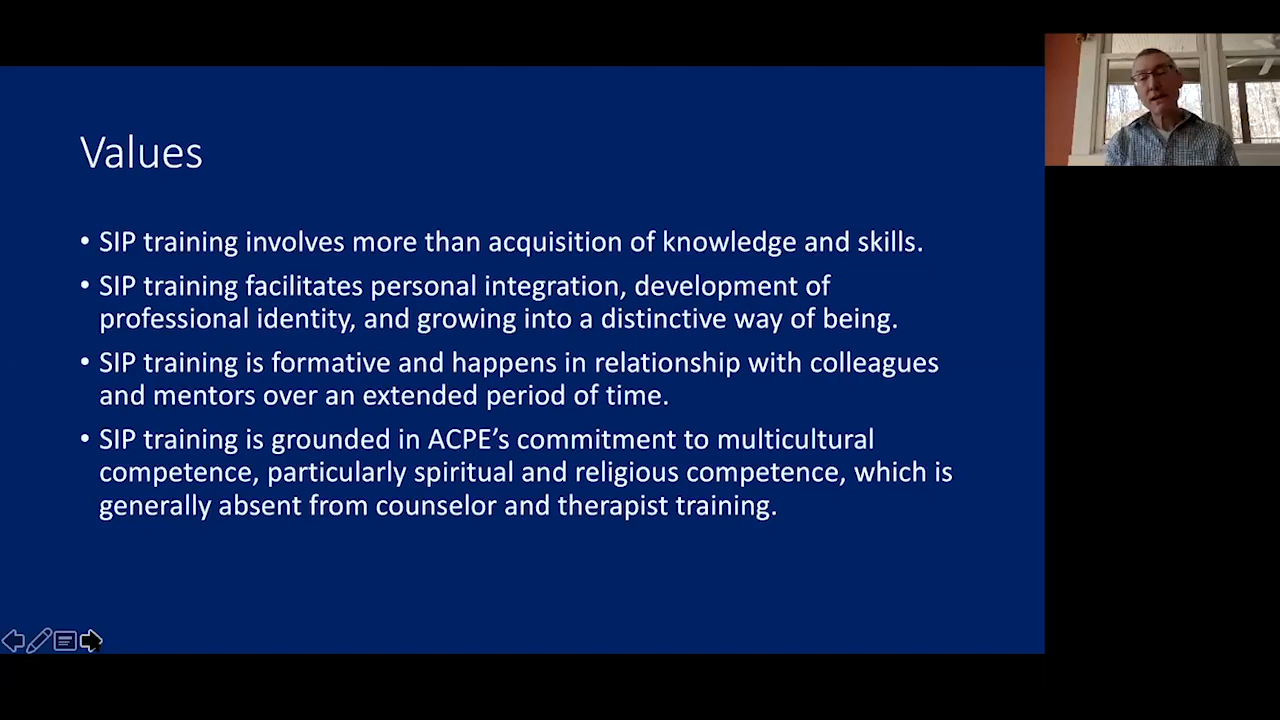 Values
• SIP training involves more than acquisition of knowledge and skills.
• SIP training facilitates personal integration, development of
professional identity, and growing into a distinctive way of being.
• SIP training is formative and happens in relationship with colleagues
and mentors over an extended period of time.
• SIP training is grounded in ACPE’s commitment to multicultural
competence, particularly spiritual and religious competence, which is
generally absent from counselor and therapist training.